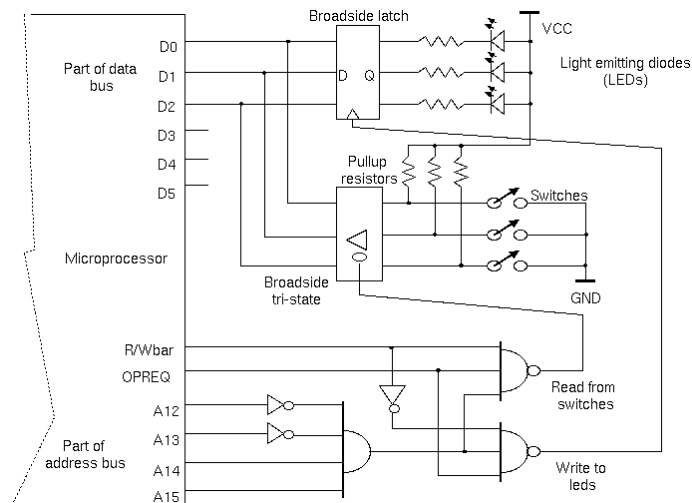 Broadside latch
VCC
D0
Light emitting diodes
(LEDs)
Part of data
bus
D1
D Q
D2
D3
D4
D5
Pullup
resistors
Switches
Microprocessor
Broadside
tri-state
GND
R/Wbar
OPREQ
Read from
switches
A12
A13
Part of
address bus
A14
Write to
leds
A15